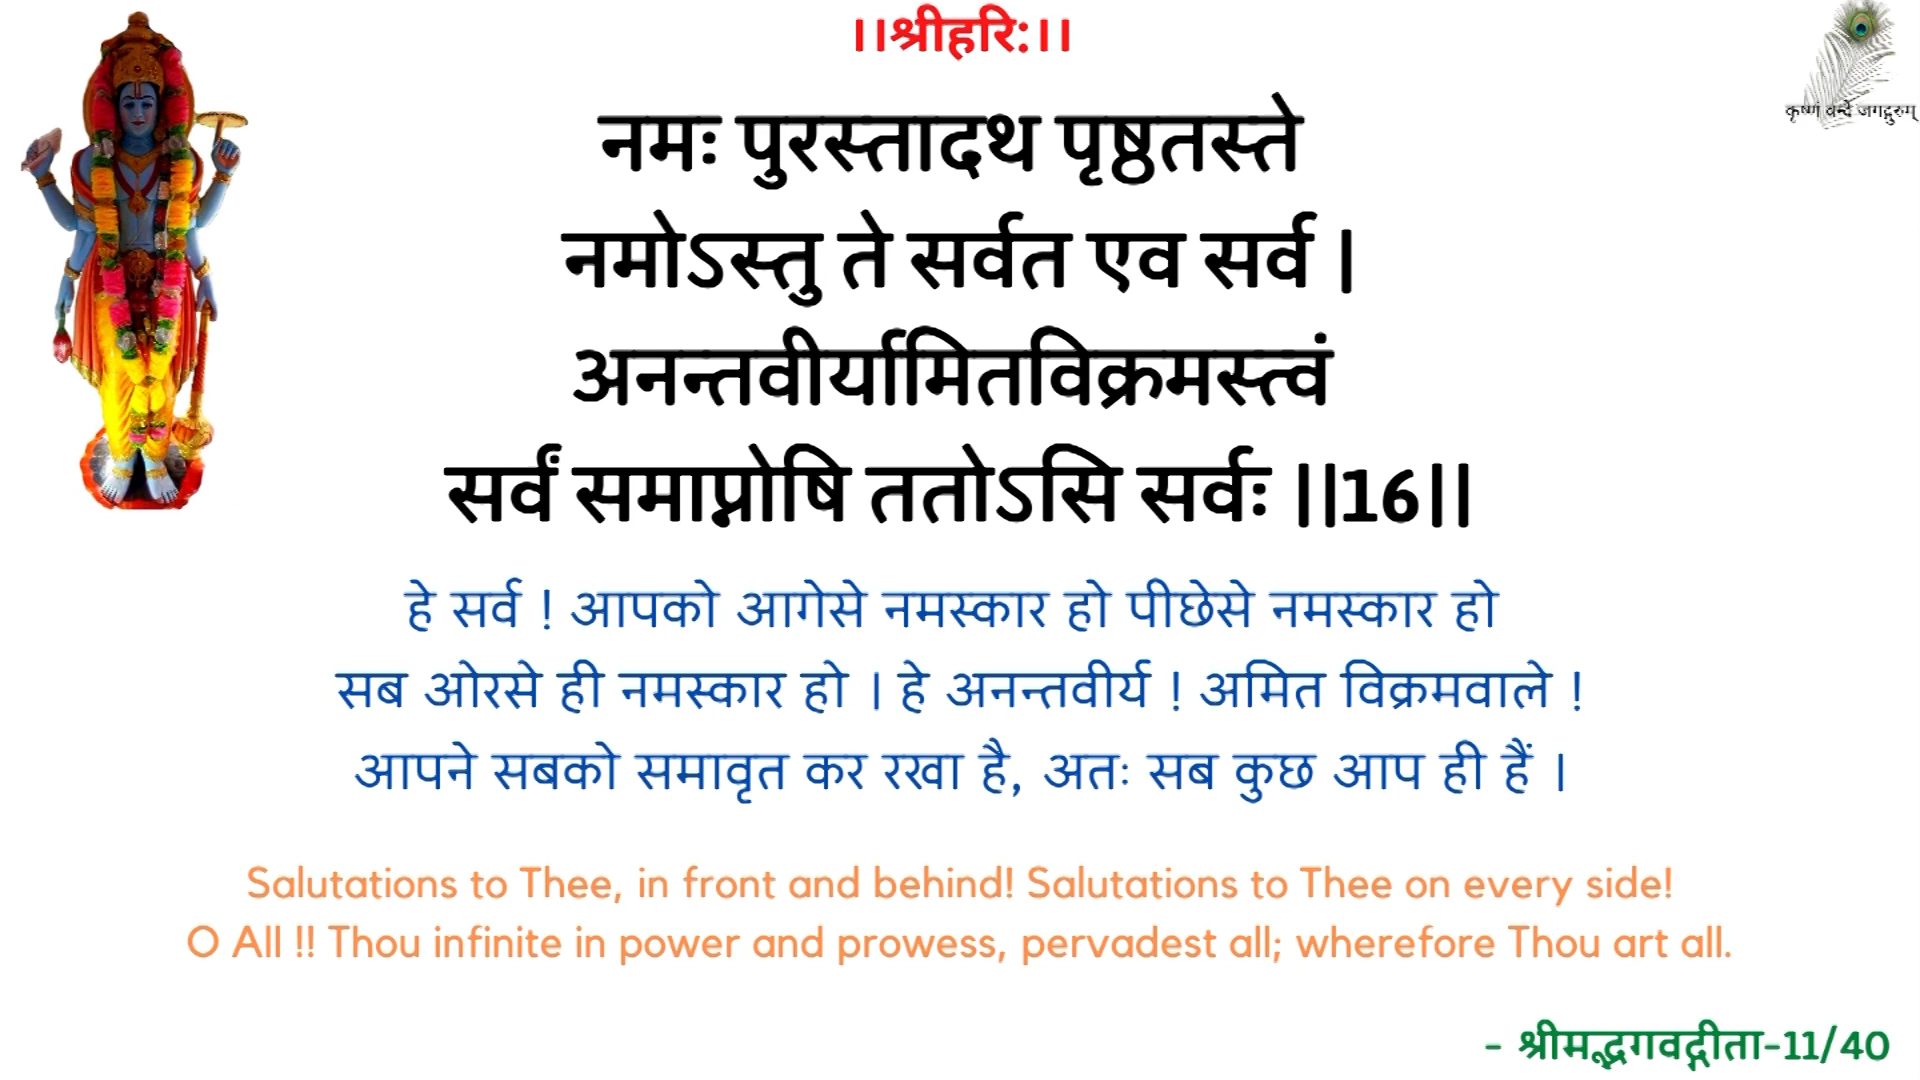 ।।श्रीहरि:।।
कृष्णं वन्दे जगद्गुरुम्
नमः पुरस्तादथ पृष्ठतस्ते
नमोऽस्तु ते सर्वत एव सर्व |
अनन्तवीर्यामितविक्रमस्त्वं
सर्वं समाप्नोषि ततोऽसि सर्वः ||16||
हे सर्व ! आपको आगेसे नमस्कार हो पीछेसे नमस्कार हो
सब ओरसे ही नमस्कार हो । हे अनन्तवीर्य ! अमित विक्रमवाले !
आपने सबको समावृत कर रखा है, अतः सब कुछ आप ही हैं ।
Salutations to Thee, in front and behind! Salutations to Thee on every side!
O All !! Thou infinite in power and prowess, pervadest all; wherefore Thou art all.
- श्रीमद्भगवद्गीता-11/40